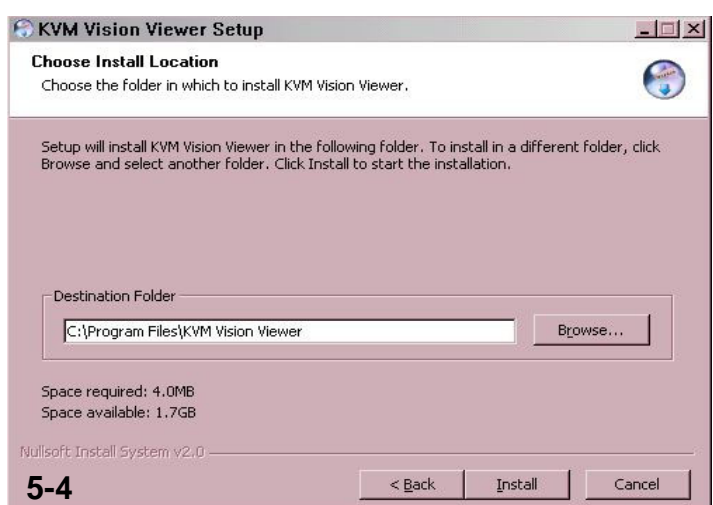 KVM Vision Viewer Setup
Choose Install Location
Choose the folder in which to install KVM Vision Viewer.
Setup will install KVM Vision Viewer in the following folder. To install in a different folder, click
Browse and select another folder. Click Install to start the installation.
Destination Folder
C:\Program Files\KVM Vision Viewer
Browse...
Space required: 4.0MB
Space available: 1.7GB
Nullsoft Install System v2.0
5-4
< Back
Install
Cancel